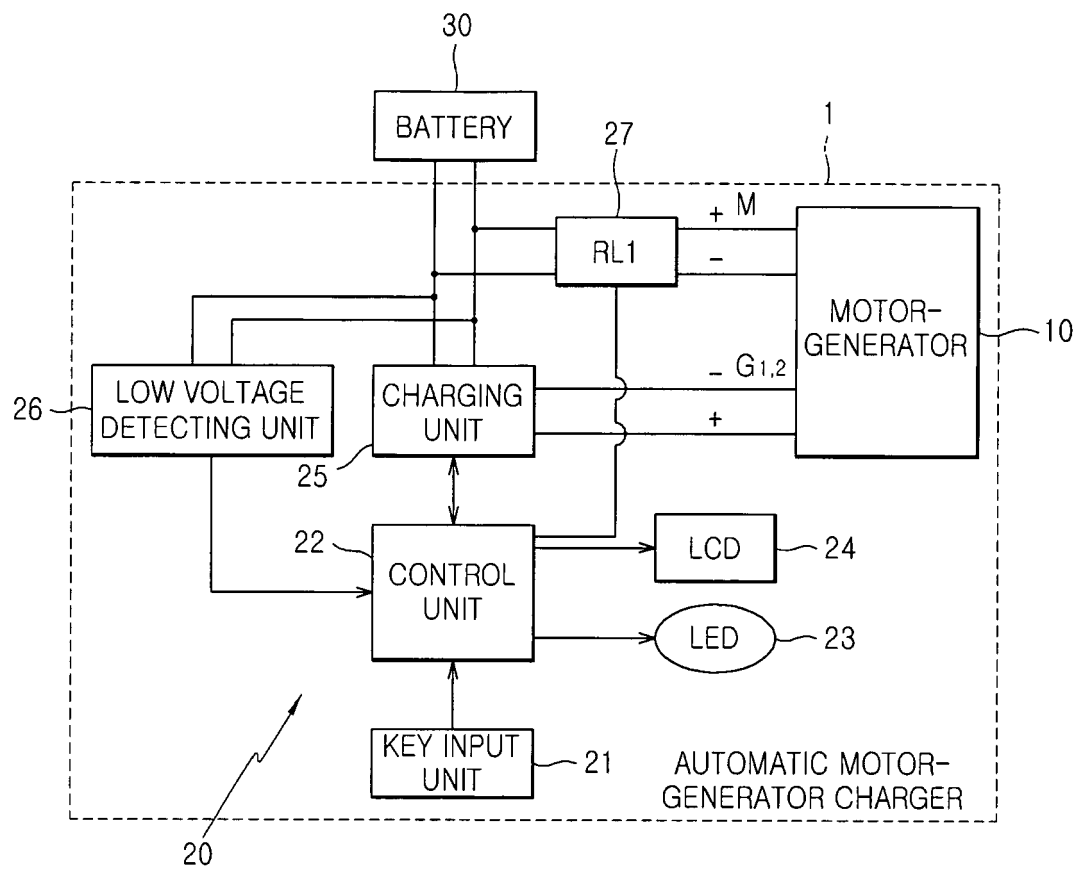 30
BATTERY
27
1
RL1
+ M
−
MOTOR-
GENERATOR
10
− G1,2
+
26
LOW VOLTAGE
DETECTING UNIT
CHARGING
UNIT
25
22
CONTROL
UNIT
LCD
24
LED
23
KEY INPUT
UNIT
21
AUTOMATIC MOTOR-
GENERATOR CHARGER
20